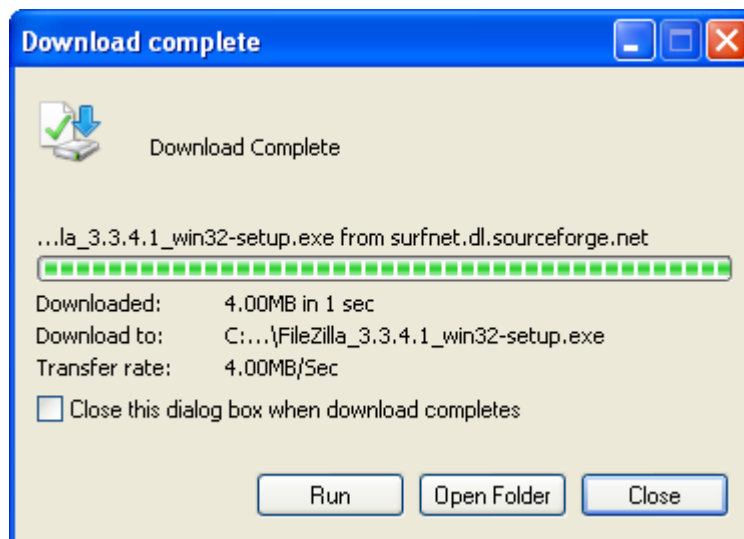 Download complete
Download Complete
...la_3.3.4.1_win32-setup.exe from surfnet.dl.sourceforge.net
Downloaded: 4.00MB in 1 sec
Download to: C:...\FileZilla_3.3.4.1_win32-setup.exe
Transfer rate: 4.00MB/Sec
Close this dialog box when download completes
Run Open Folder Close